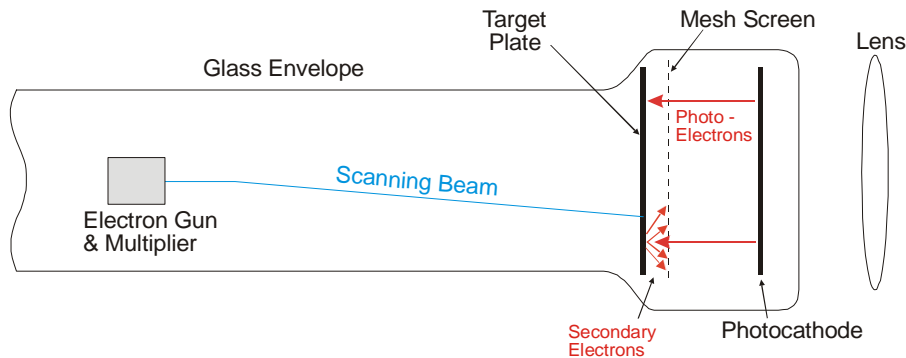 Target
Plate
Mesh Screen
Lens
Glass Envelope
Photo -
Electrons
Scanning Beam
Electron Gun
& Multiplier
Secondary
Electrons
Photocathode